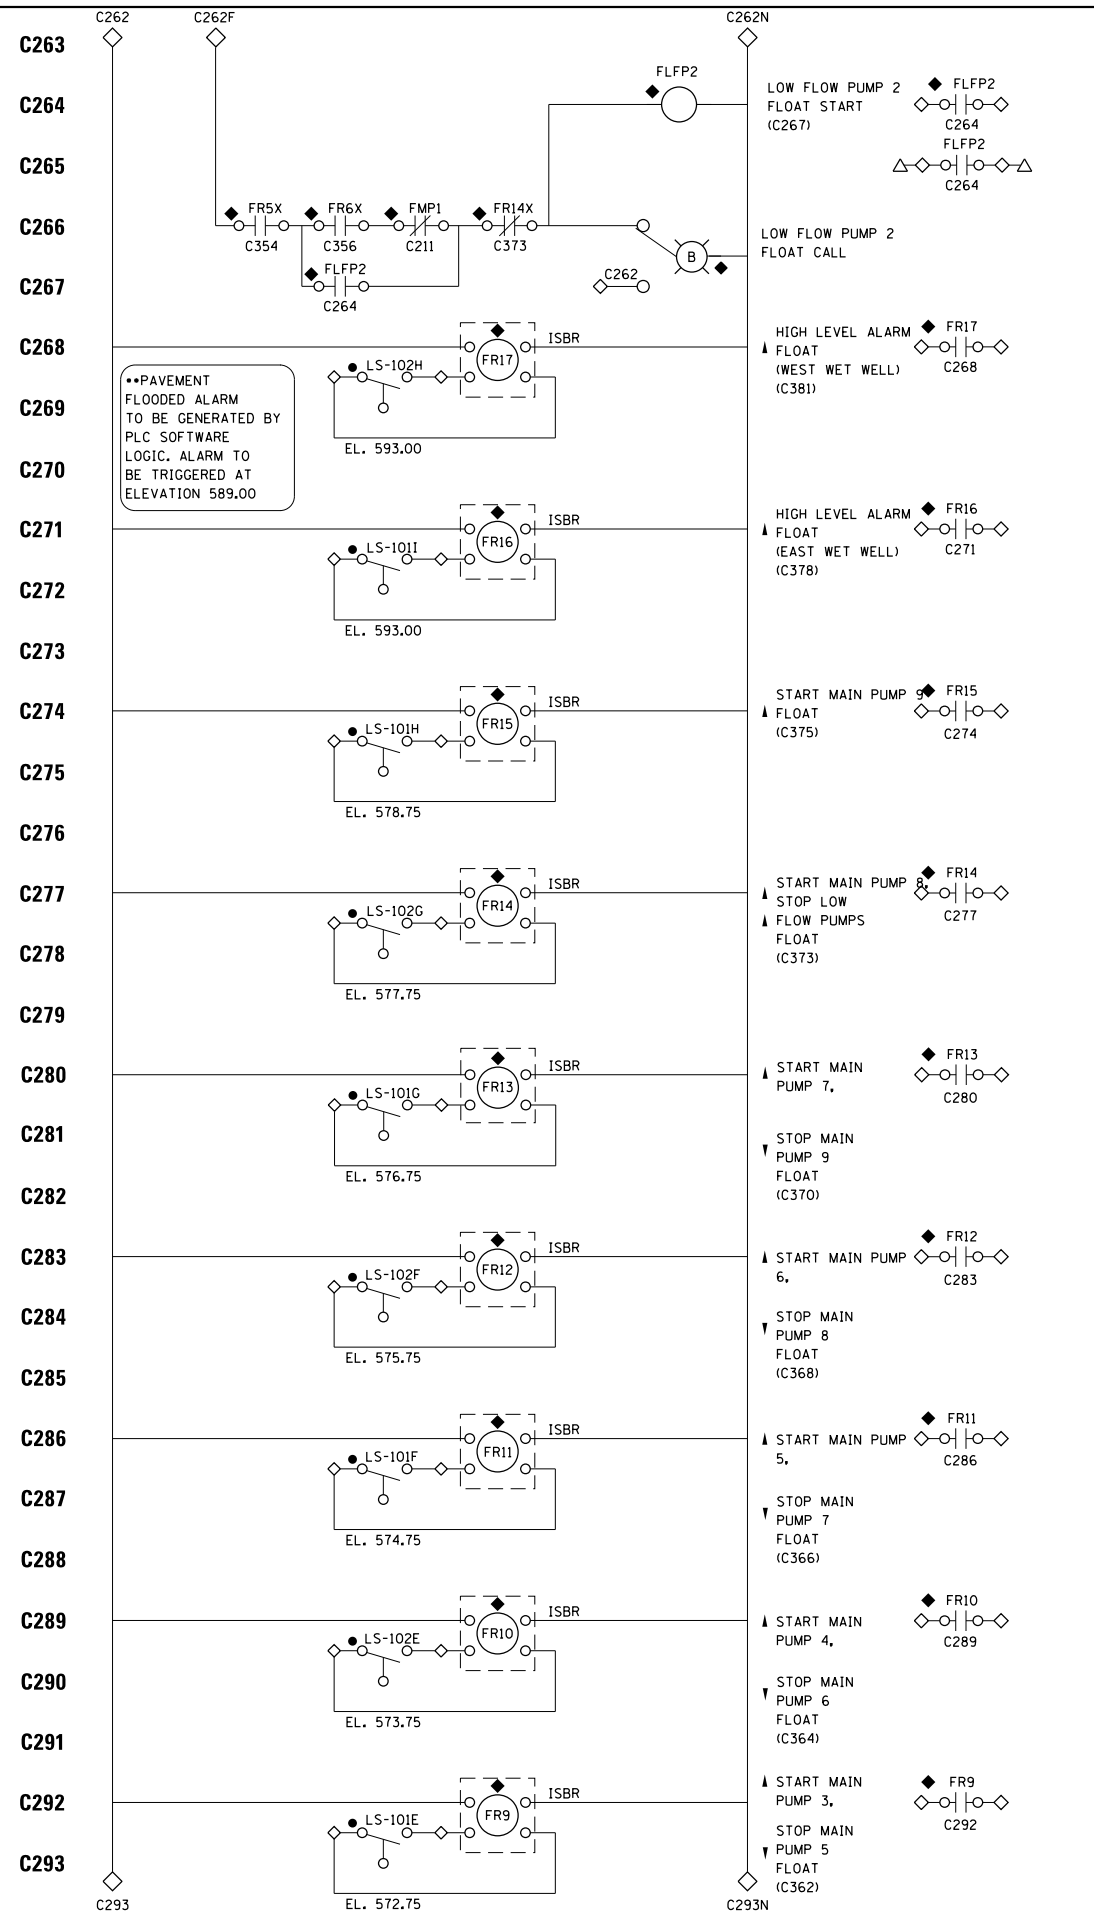 C262 C262F C262N
C263
FLFP2
C264
LOW FLOW PUMP 2
FLOAT START
(C267)
FLFP2
C264
FLFP2
C264
C265
C266
FR5X
C354
FR6X
C356
FMP1
C211
FR14X
C373
B
LOW FLOW PUMP 2
FLOAT CALL
C267
FLFP2
C264
C262
C268
FR17
ISBR
LS-102H
EL. 593.00
HIGH LEVEL ALARM
FLOAT
(WEST WET WELL)
(C381)
FR17
C268
••PAVEMENT
FLOODED ALARM
TO BE GENERATED BY
PLC SOFTWARE
LOGIC. ALARM TO
BE TRIGGERED AT
ELEVATION 589.00
C269
C270
C271
FR16
ISBR
LS-101I
EL. 593.00
HIGH LEVEL ALARM
FLOAT
(EAST WET WELL)
(C378)
FR16
C271
C272
C273
C274
FR15
ISBR
LS-101H
EL. 578.75
START MAIN PUMP 9
FLOAT
(C375)
FR15
C274
C275
C276
C277
FR14
ISBR
LS-102G
EL. 577.75
START MAIN PUMP 8,
STOP LOW
FLOW PUMPS
FLOAT
(C373)
FR14
C277
C278
C279
C280
FR13
ISBR
LS-101G
EL. 576.75
START MAIN
PUMP 7,
STOP MAIN
PUMP 9
FLOAT
(C370)
FR13
C280
C281
C282
C283
FR12
ISBR
LS-102F
EL. 575.75
START MAIN PUMP
6,
STOP MAIN
PUMP 8
FLOAT
(C368)
FR12
C283
C284
C285
C286
FR11
ISBR
LS-101F
EL. 574.75
START MAIN PUMP
5,
STOP MAIN
PUMP 7
FLOAT
(C366)
FR11
C286
C287
C288
C289
FR10
ISBR
LS-102E
EL. 573.75
START MAIN
PUMP 4,
STOP MAIN
PUMP 6
FLOAT
(C364)
FR10
C289
C290
C291
C292
FR9
ISBR
LS-101E
EL. 572.75
START MAIN
PUMP 3,
STOP MAIN
PUMP 5
FLOAT
(C362)
FR9
C292
C293
C293 C293N